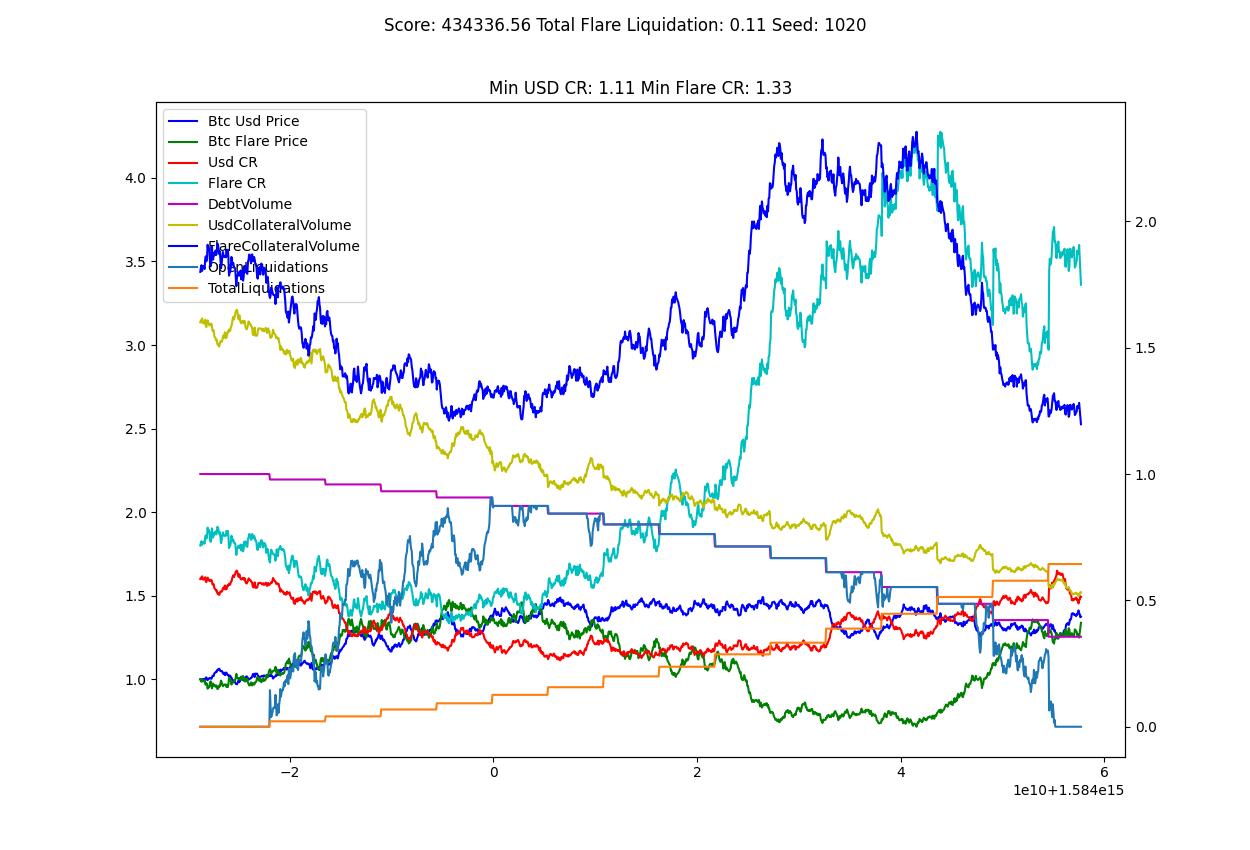 Score: 434336.56 Total Flare Liquidation: 0.11 Seed: 1020
Min USD CR: 1.11 Min Flare CR: 1.33
Btc Usd Price
Btc Flare Price
Usd CR
Flare CR
DebtVolume
UsdCollateralVolume
FlareCollateralVolume
OpenLiquidations
TotalLiquidations
4.0
3.5
3.0
2.5
2.0
1.5
1.0
2.0
1.5
1.0
0.5
0.0
−2
0
2
4
6
1e10+1.584e15